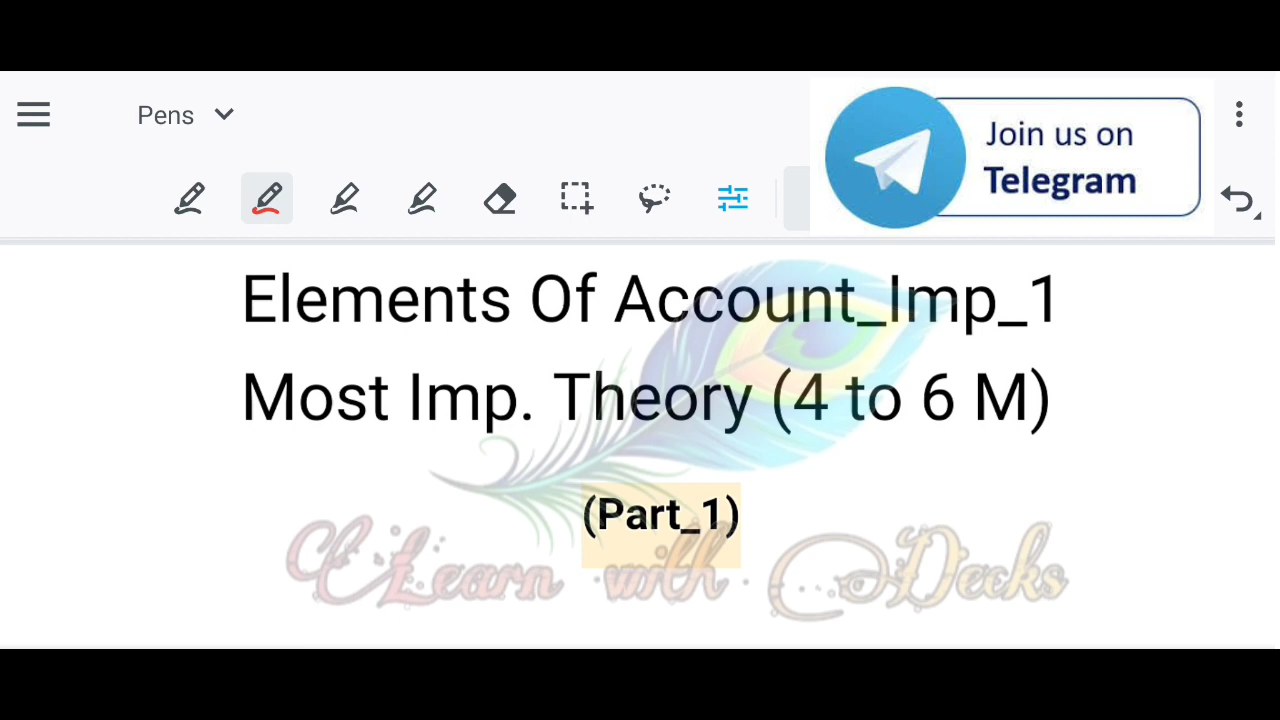 Pens
Join us on
Telegram
Elements Of Account_Imp_1
Most Imp. Theory (4 to 6 M)
(Part_1)
Learn with Decks